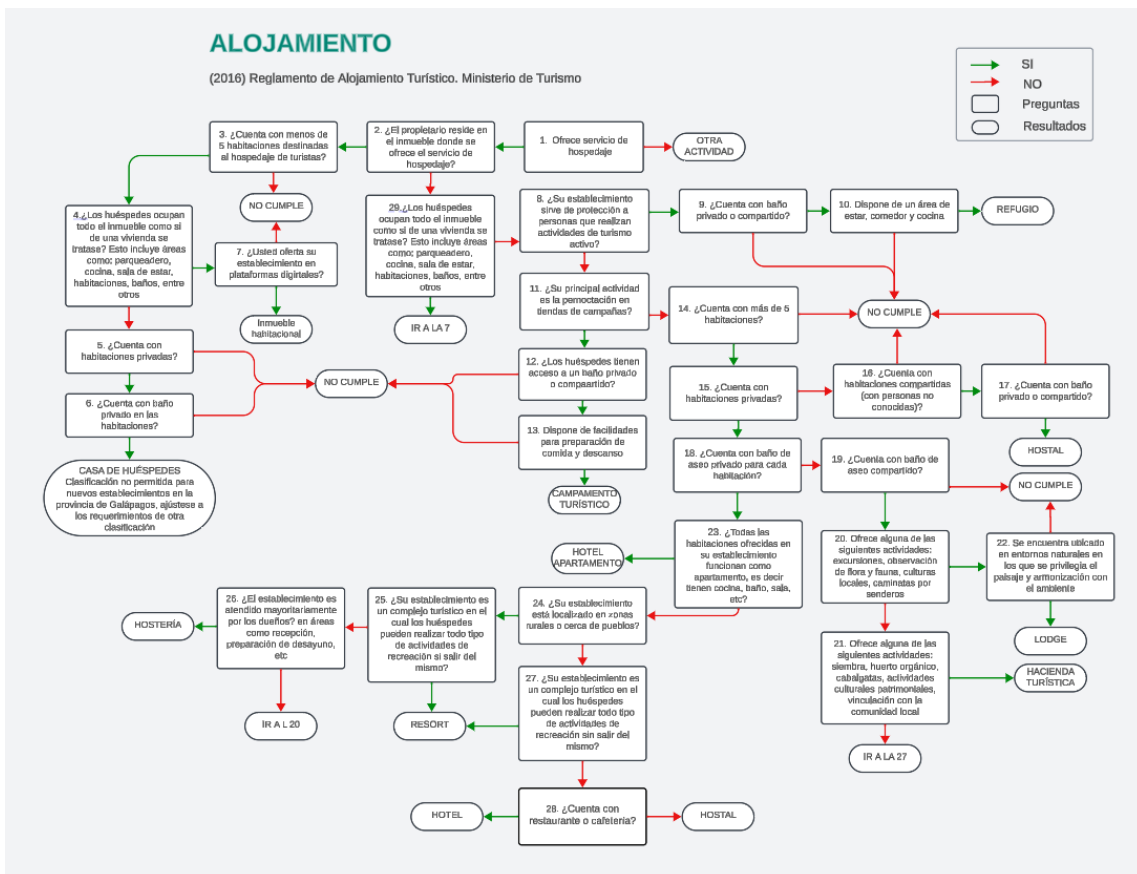 ALOJAMIENTO
(2016) Reglamento de Alojamiento Turístico. Ministerio de Turismo
SI
NO
Preguntas
Resultados
3. ¿Cuenta con menos de
5 habitaciones destinadas
al hospedaje de turistas?
2. ¿El propietario reside en
el inmueble donde se
ofrece el servicio de
hospedaje?
1. Ofrece servicio de
hospedaje
OTRA
ACTIVIDAD
NO CUMPLE
4.¿Los huéspedes ocupan
todo el inmueble como si
de una vivienda se
tratase? Esto incluye áreas
como; parqueadero,
cocina, sala de estar,
habitaciones, baños, entre
otros
7. ¿Usted oferta su
establecimiento en
plataformas digitales?
Inmueble
habitacional
29.¿Los huéspedes
ocupan todo el inmueble
como si de una vivienda se
tratase? Esto incluye áreas
como; parqueadero,
cocina, sala de estar,
habitaciones, baños, entre
otros
IR A LA 7
8. ¿Su establecimiento
sirve de protección a
personas que realizan
actividades de turismo
activo?
9. ¿Cuenta con baño
privado o compartido?
10. Dispone de un área de
estar, comedor y cocina
REFUGIO
11. ¿Su principal actividad
es la pernoctación en
tiendas de campañas?
14. ¿Cuenta con más de 5
habitaciones?
NO CUMPLE
5. ¿Cuenta con
habitaciones privadas?
6. ¿Cuenta con baño
privado en las
habitaciones?
NO CUMPLE
12. ¿Los huéspedes tienen
acceso a un baño privado
o compaartido?
13. Dispone de facilidades
para preparación de
comida y descanso
CAMPAMENTO
TURÍSTICO
15. ¿Cuenta con
habitaciones privadas?
16. ¿Cuenta con
habitaciones compartidas
(con personas no
conocidas)?
17. ¿Cuenta con baño
privado o compartido?
HOSTAL
CASA DE HUÉSPEDES
Clasificación no permitida para
nuevos establecimientos en la
provincia de Galápagos, ajústese a
los requerimientos de otra
clasificación
18. ¿Cuenta con baño de
aseo privado para cada
habitación?
19. ¿Cuenta con baño de
aseo compartido?
NO CUMPLE
23. ¿Todas las
habitaciones ofrecidas en
su establecimiento
funcionan como
apartamento, es decir
tienen cocina, baño, sala,
etc?
HOTEL
APARTAMENTO
20. Ofrece alguna de las
siguientes actividades:
excursiones, observación
de flora y fauna, culturas
locales, caminatas por
senderos
22. Se encuentra ubicado
en entornos naturales en
los que se privilegia el
paisaje y armonización con
el ambiente
LODGE
26. ¿El establecimiento es
atendido mayoritariamente
por los dueños? en áreas
como recepción,
preparación de desayuno,
etc
HOSTERÍA
IR A L 20
25. ¿Su establecimiento es
un complejo turístico en el
cual los huéspedes
pueden realizar todo tipo
de actividades de
recreación si salir del
mismo?
RESORT
24. ¿Su establecimiento
está localizado en zonas
rurales o cerca de pueblos?
27. ¿Su establecimiento es
un complejo turístico en el
cual los huéspedes
pueden realizar todo tipo
de actividades de
recreación sin salir del
mismo?
21. Ofrece alguna de las
siguientes actividades:
siembra, huerto orgánico,
cabalgatas, actividades
culturales patrimoniales,
vinculación con la
comunidad local
HACIENDA
TURÍSTICA
IR A LA 27
HOTEL
28. ¿Cuenta con
restaurante o cafetería?
HOSTAL